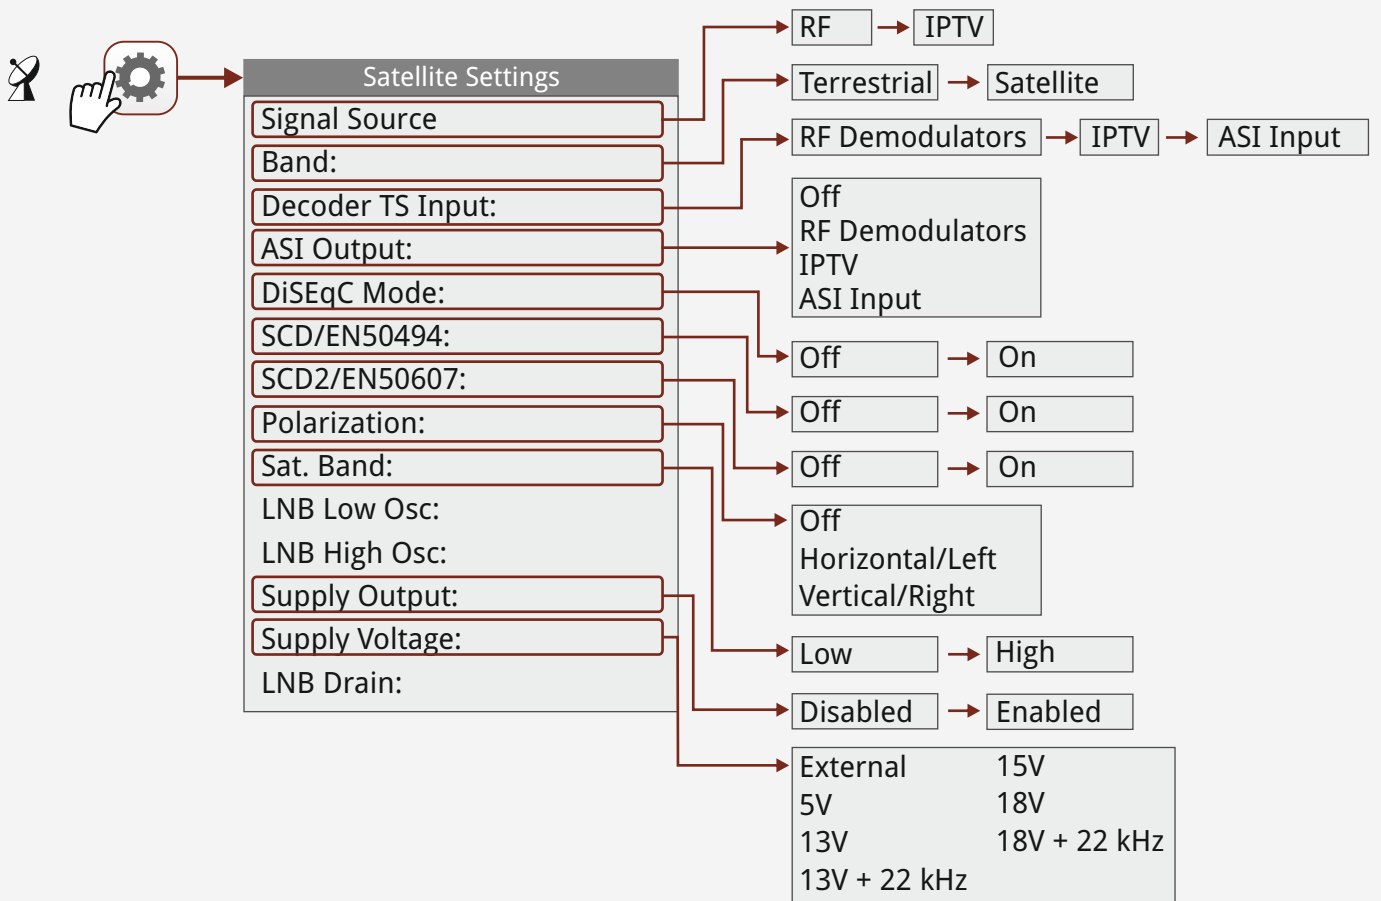 Satellite Settings
Signal Source
Band:
Decoder TS Input:
ASI Output:
DiSEqC Mode:
SCD/EN50494:
SCD2/EN50607:
Polarization:
Sat. Band:
LNB Low Osc:
LNB High Osc:
Supply Output:
Supply Voltage:
LNB Drain:
RF IPTV
Terrestrial Satellite
RF Demodulators IPTV ASI Input
Off
RF Demodulators
IPTV
ASI Input
Off On
Off On
Off On
Off
Horizontal/Left
Vertical/Right
Low High
Disabled Enabled
External 15V
5V 18V
13V 18V + 22 kHz
13V + 22 kHz